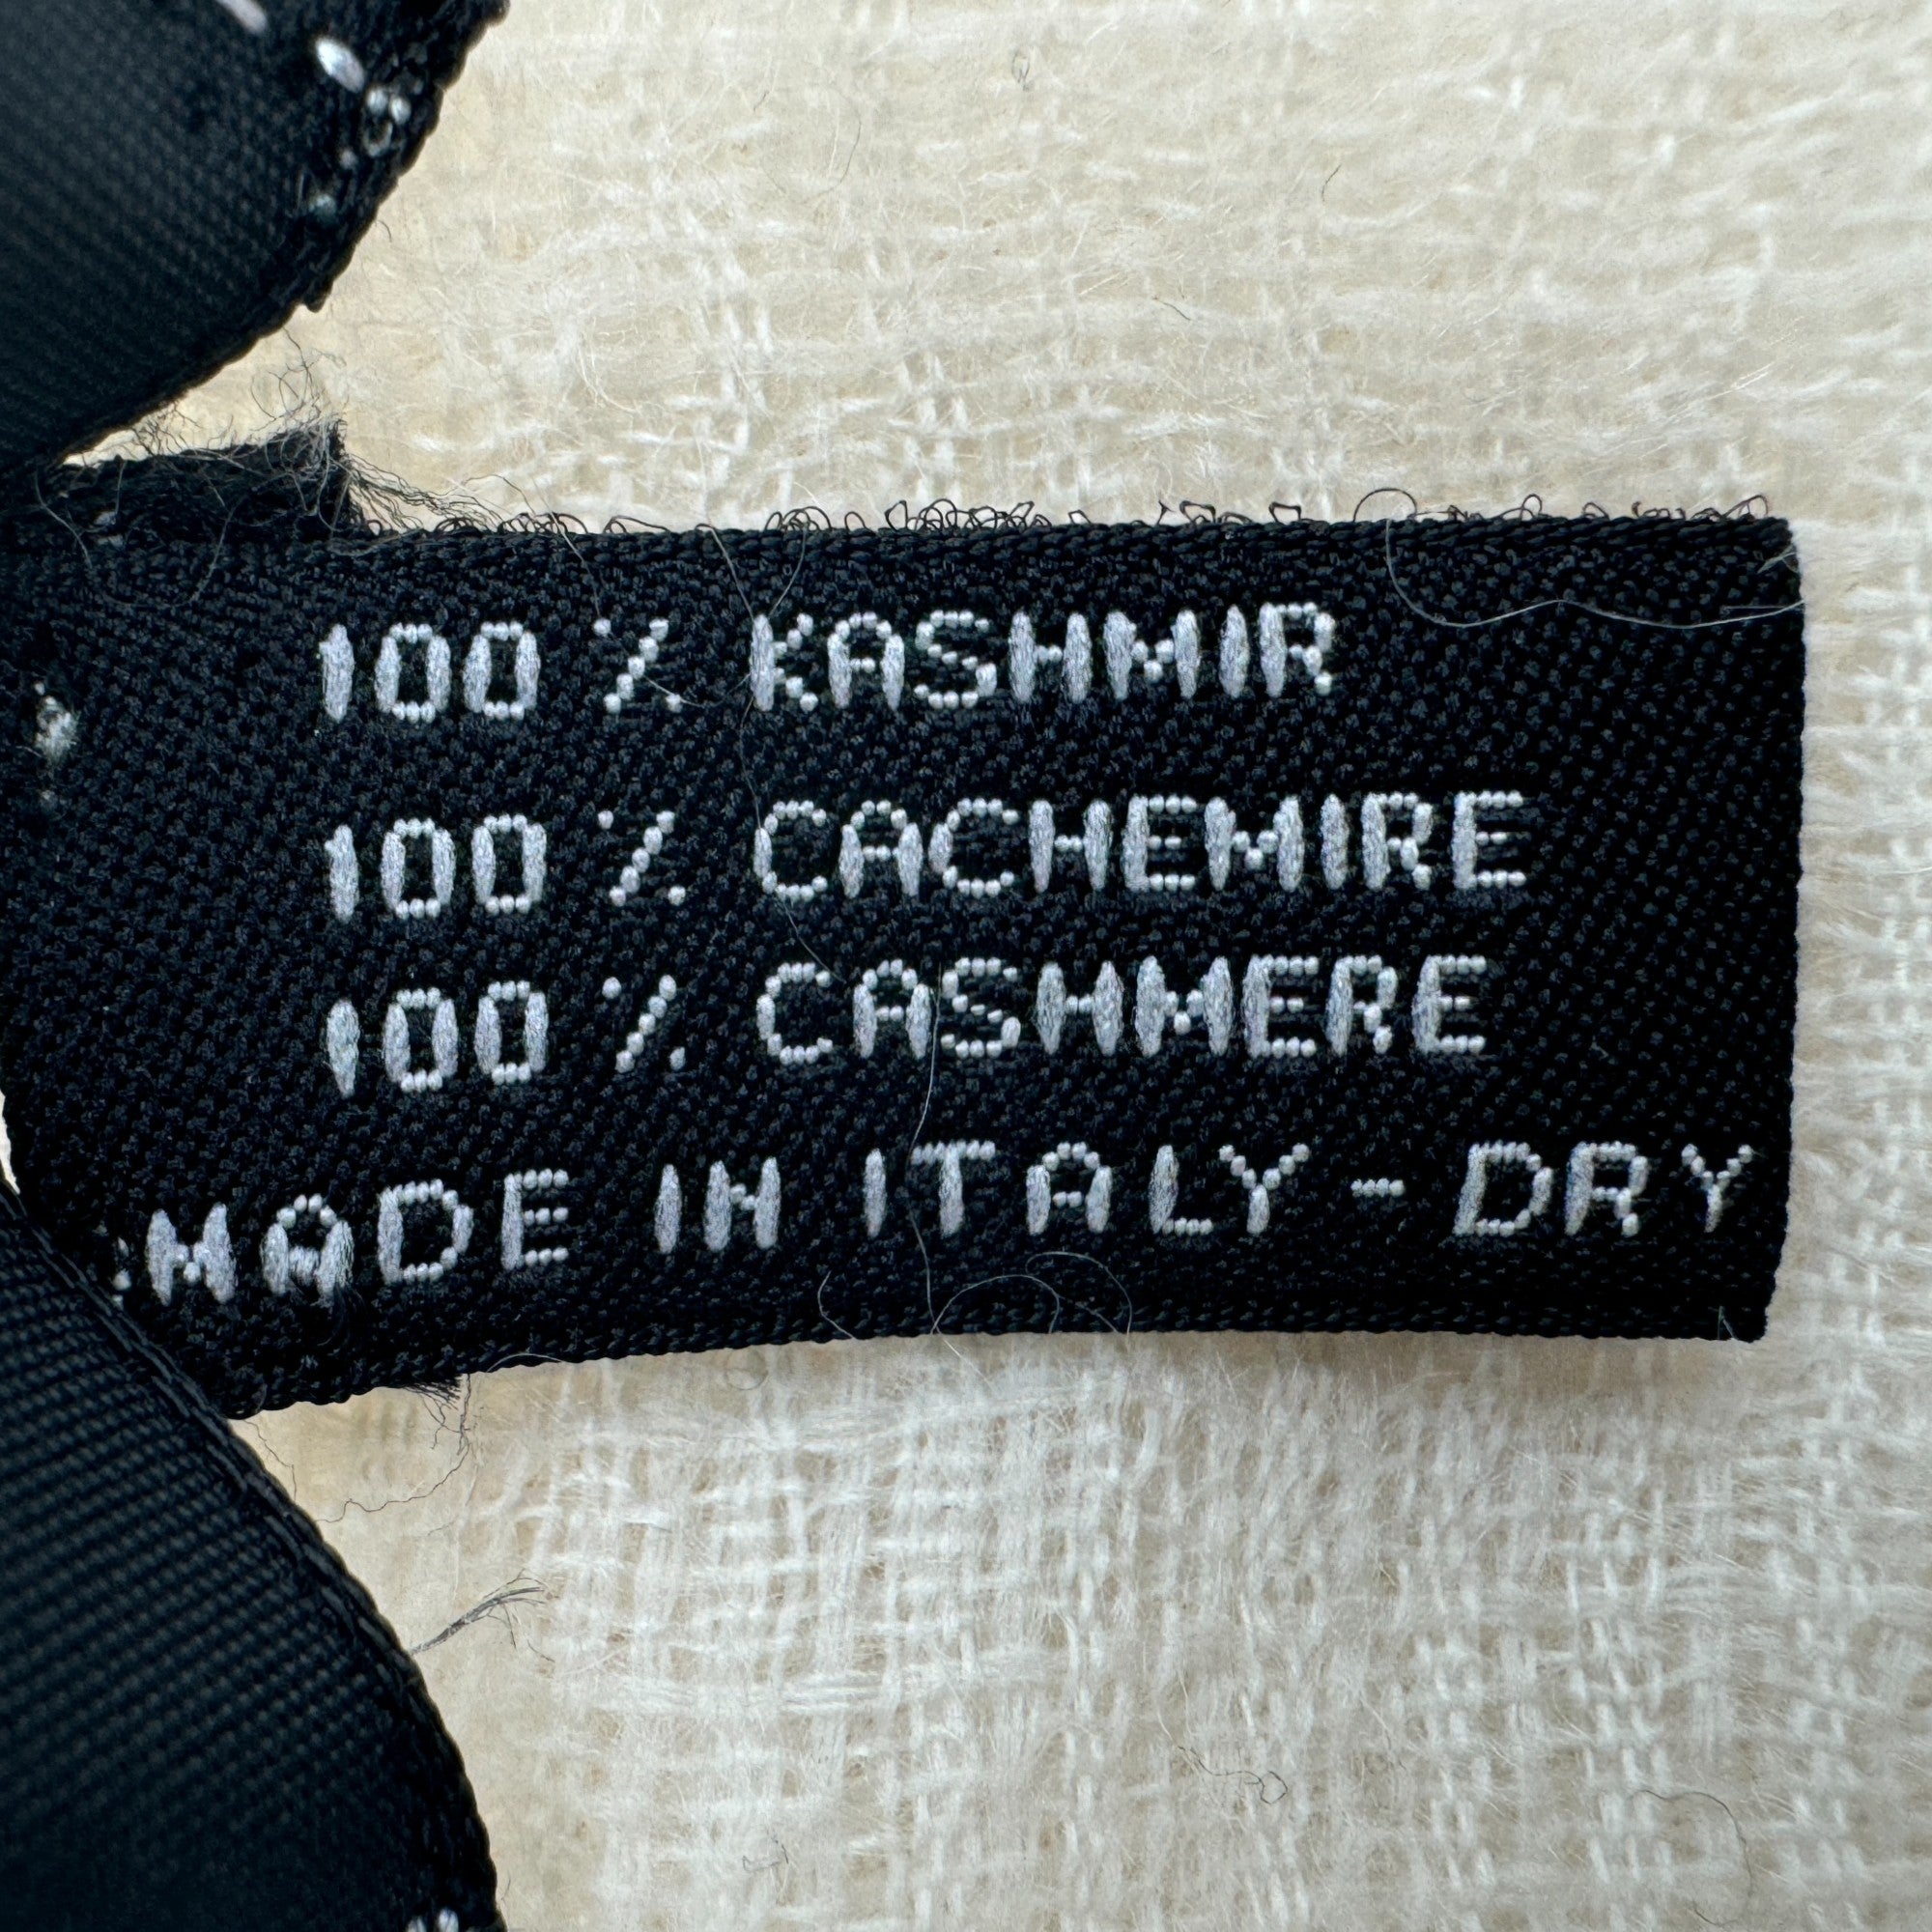 100 % KASHMIR
100 % CACHEMIRE
100 % CASHMERE
MADE IN ITALY - DRY